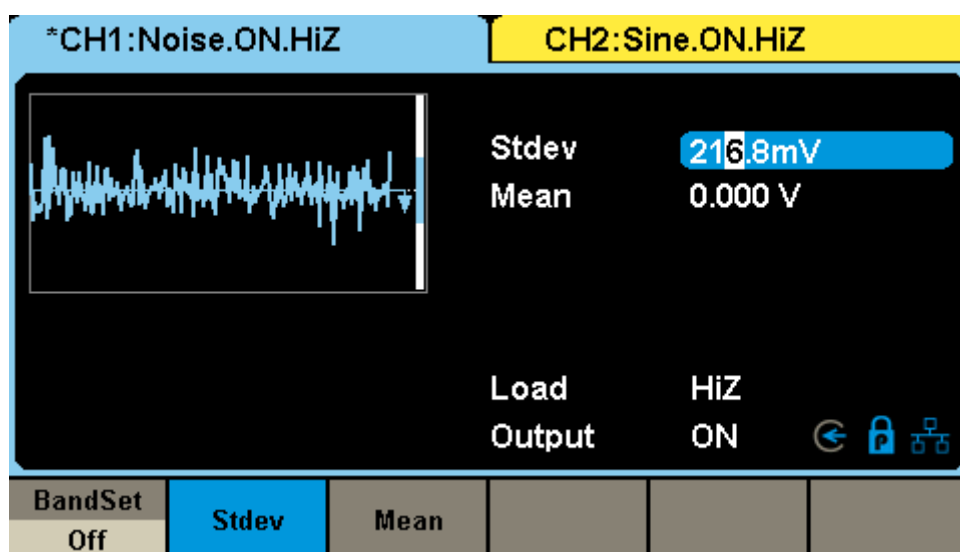 *CH1:Noise.ON.HiZ
CH2:Sine.ON.HiZ
Stdev 216.8mV
Mean 0.000 V
Load HiZ
Output ON
P
BandSet
Off
Stdev
Mean